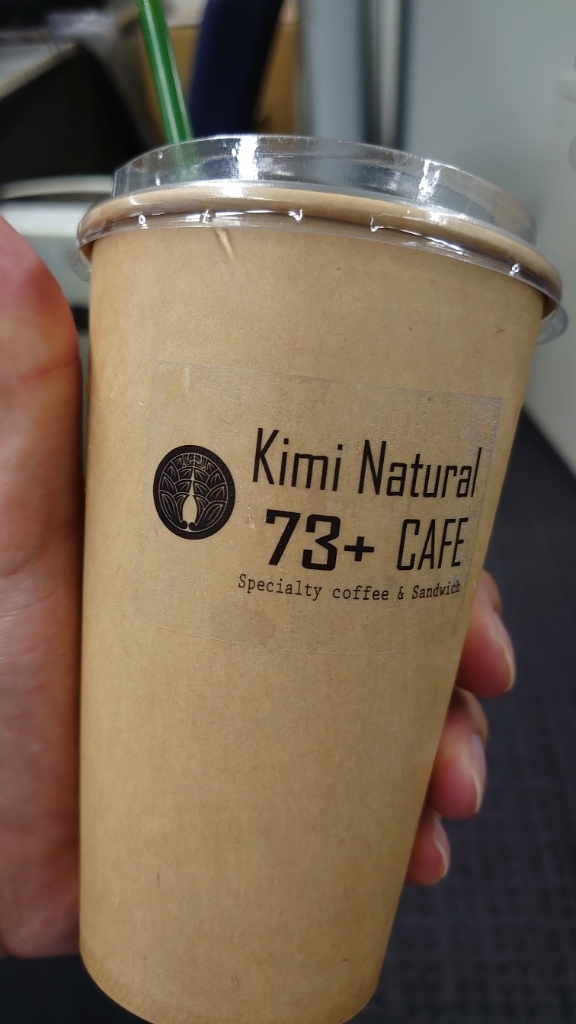 Kimi Natural
73+ CAFE
Specialty coffee & Sandwich